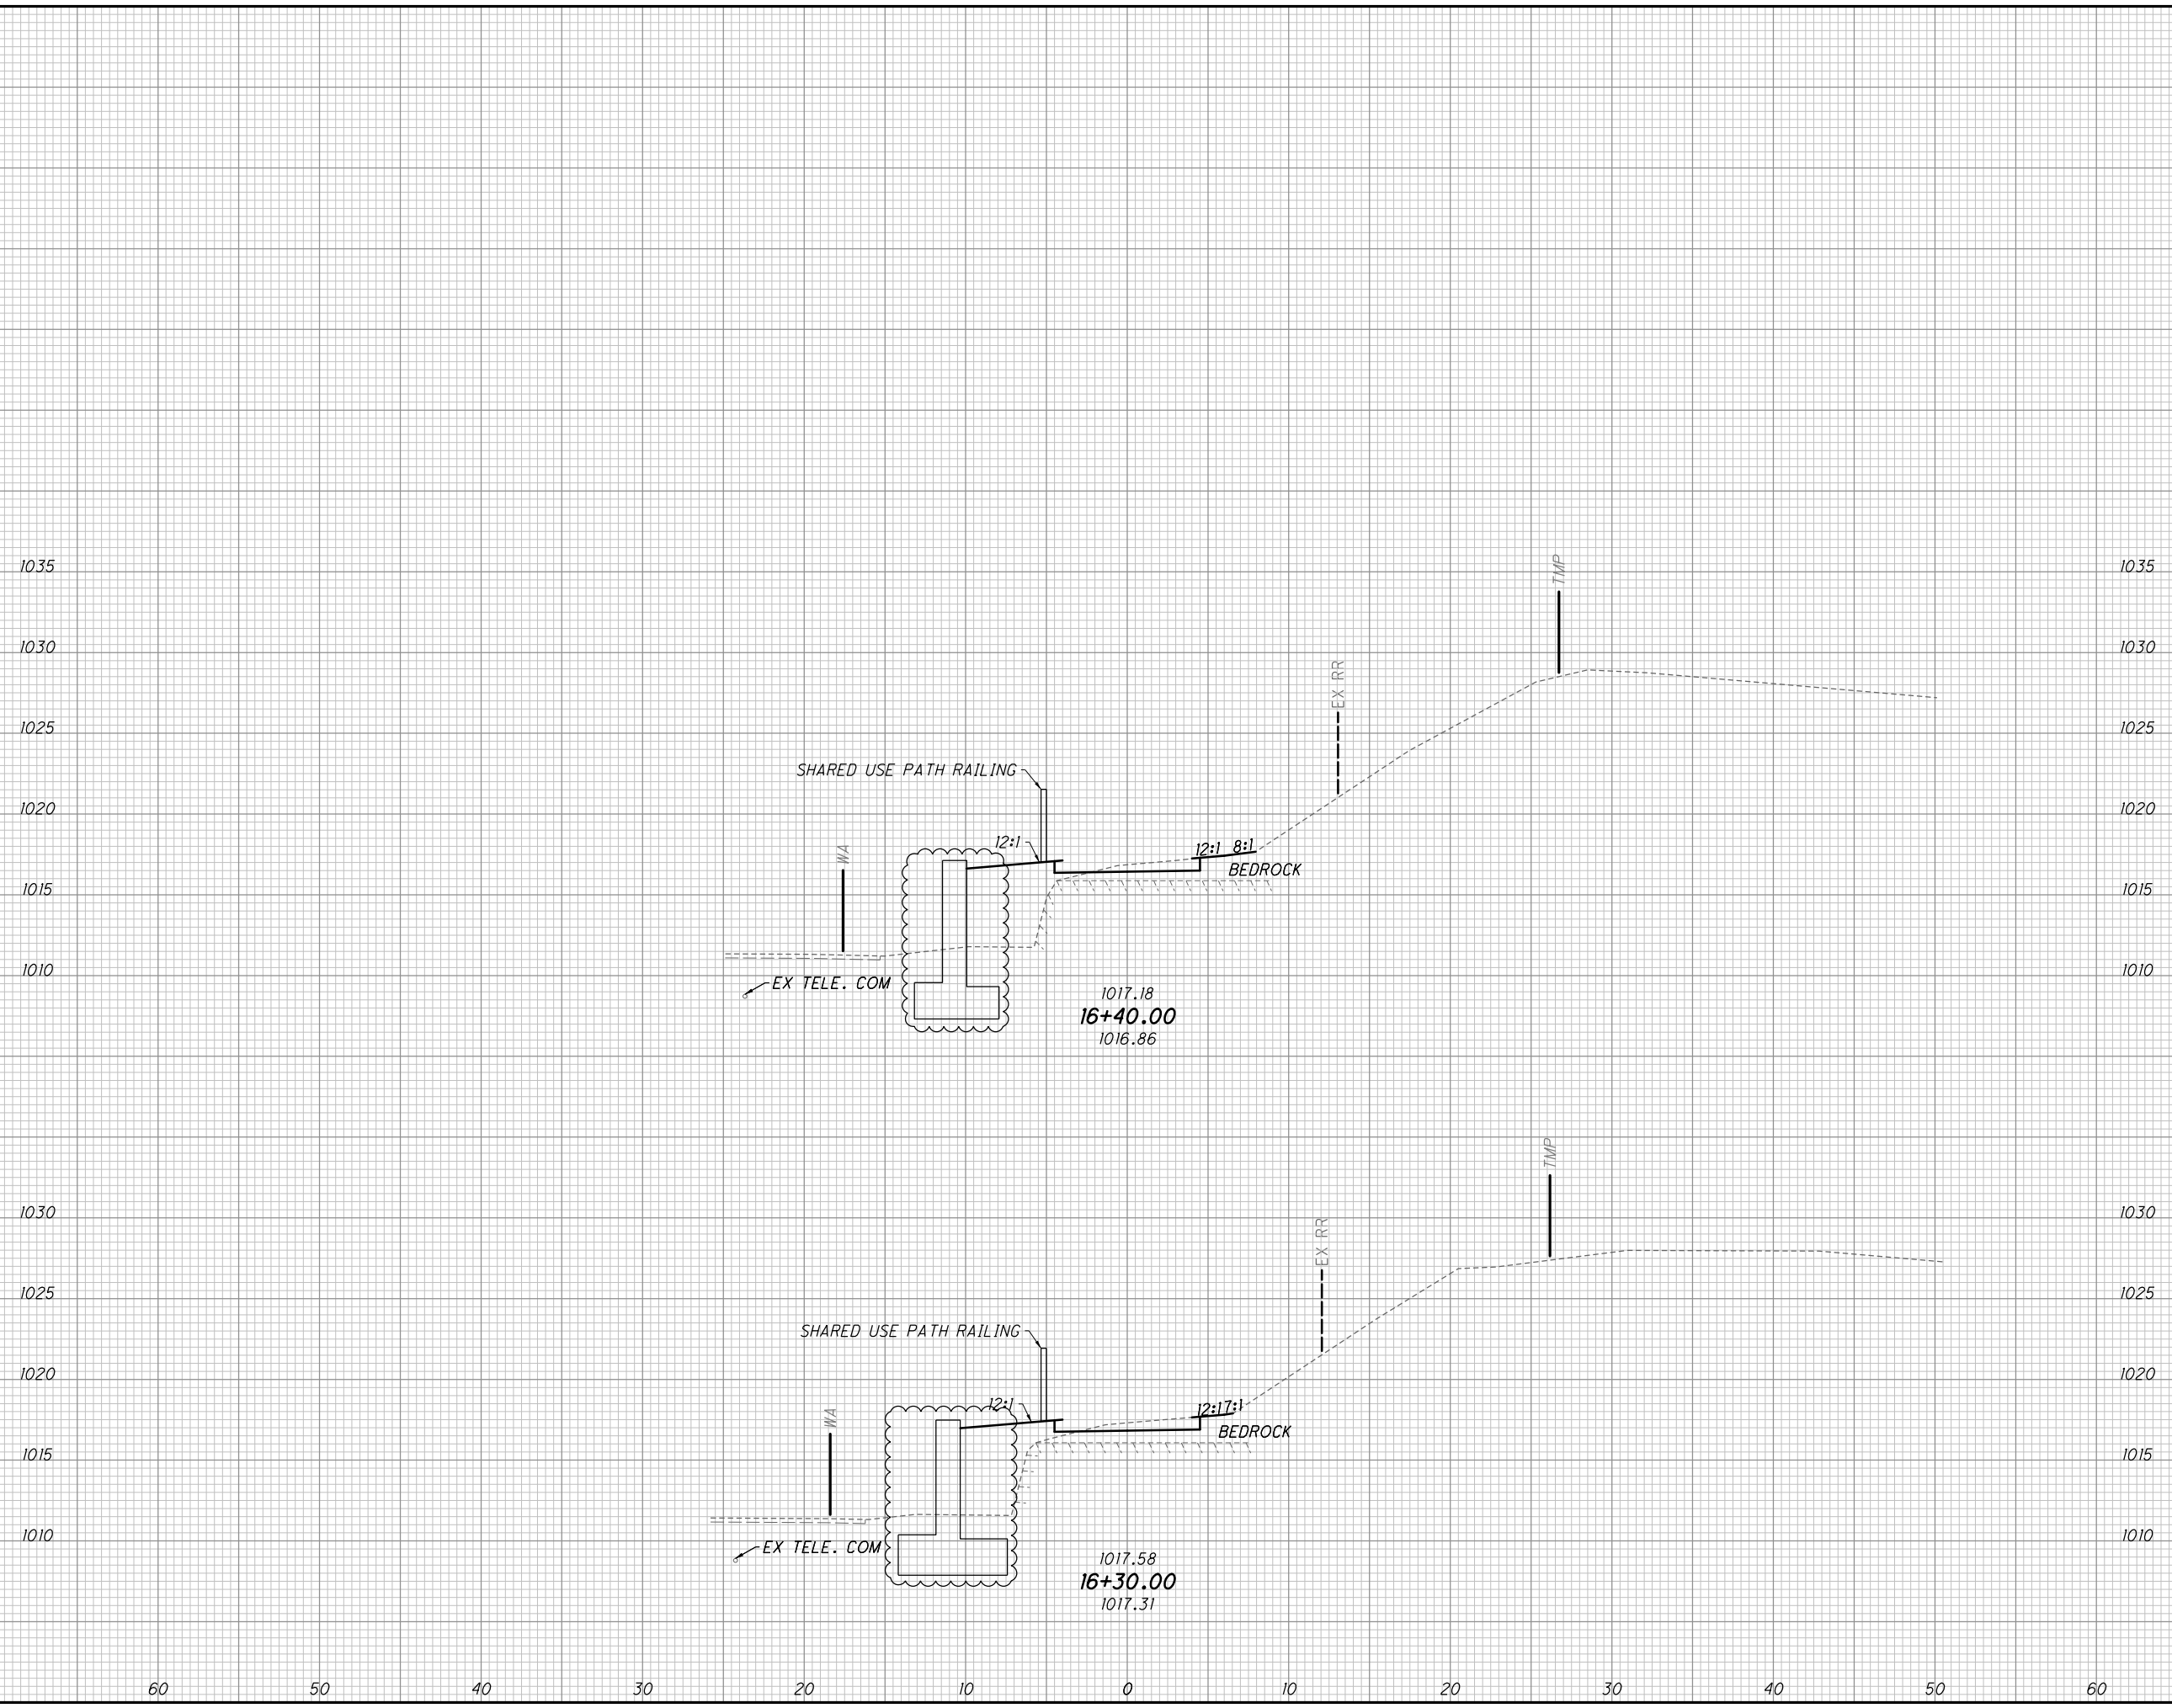 1035 1035
TMP
1030 1030
EX RR
1025 1025
SHARED USE PATH RAILING
1020 1020
12:1 12:1 8:1
WA
BEDROCK
1015 1015
1010 1010
EX TELE. COM
1017.18
16+40.00
1016.86
TMP
1030 1030
EX RR
1025 1025
SHARED USE PATH RAILING
1020 1020
12:1 12:1 7:1
WA
BEDROCK
1015 1015
1010 1010
EX TELE. COM
1017.58
16+30.00
1017.31
60 50 40 30 20 10 0 10 20 30 40 50 60